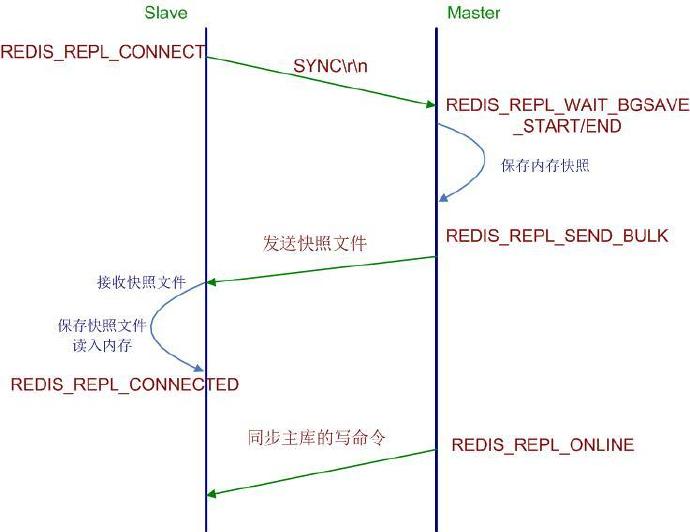 Slave
Master
REDIS_REPL_CONNECT
SYNC\r\n
REDIS_REPL_WAIT_BGSAVE
_START/END
保存内存快照
REDIS_REPL_SEND_BULK
发送快照文件
接收快照文件
保存快照文件
读入内存
REDIS_REPL_CONNECTED
同步主库的写命令
REDIS_REPL_ONLINE